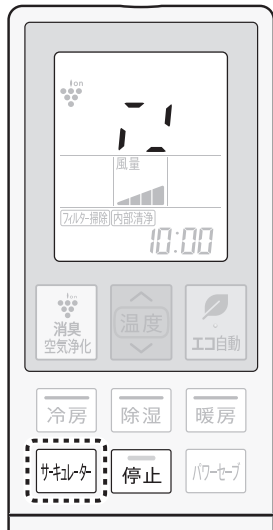 Ion
風量
フィルター掃除 内部清浄
10:00
Ion
消臭
空気浄化
温度
エコ自動
冷房 除湿 暖房
サーキュレーター 停止 パワーセーブ